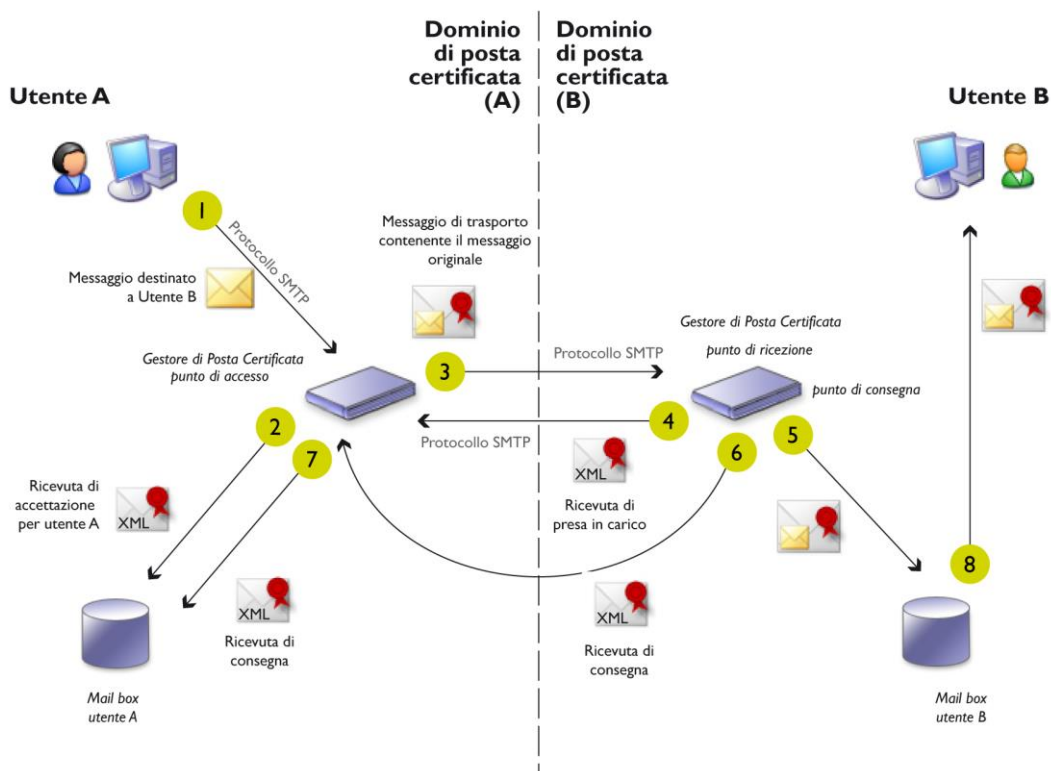 Dominio
di posta
certificata
(A)
Dominio
di posta
certificata
(B)
Utente A
Utente B
1
Protocollo SMTP
Messaggio di trasporto
contenente il messaggio
originale
Messaggio destinato
a Utente B
Gestore di Posta Certificata
punto di accesso
3
Protocollo SMTP
Gestore di Posta Certificata
punto di ricezione
punto di consegna
2
7
Protocollo SMTP
4
6
5
XML
Ricevuta di
presa in carico
Ricevuta di
accettazione
per utente A
XML
8
XML
Ricevuta di
consegna
XML
Ricevuta di
consegna
Mail box
utente A
Mail box
utente B